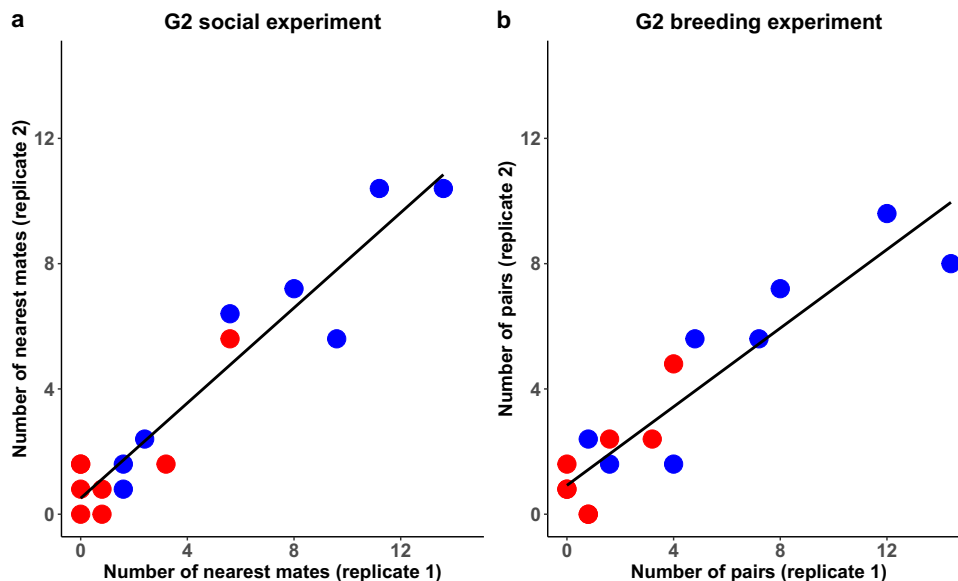 a
G2 social experiment
Number of nearest mates (replicate 2)
12
8
4
0
0
4
8
12
Number of nearest mates (replicate 1)
b
G2 breeding experiment
Number of pairs (replicate 2)
12
8
4
0
0
4
8
12
Number of pairs (replicate 1)